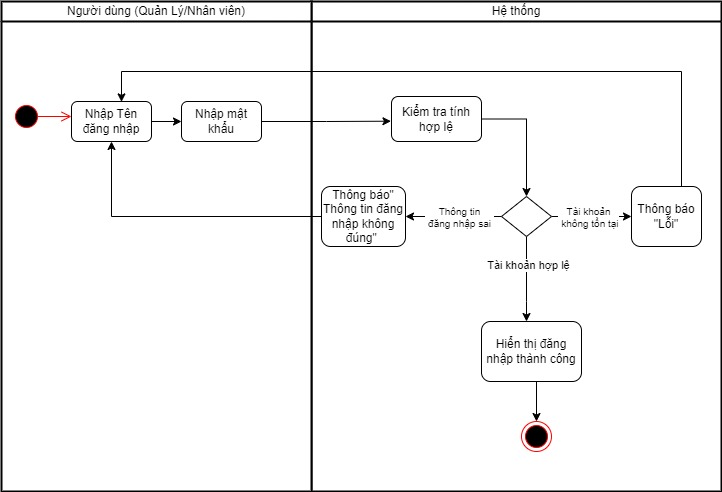 Người dùng (Quản Lý/Nhân viên)
Hệ thống
Nhập Tên
đăng nhập
Nhập mật
khẩu
Kiểm tra tính
hợp lệ
Thông báo"
Thông tin đăng
nhập không
đúng"
Thông tin
đăng nhập sai
Tài khoản
không tồn tại
Thông báo
"Lỗi"
Tài khoản hợp lệ
Hiển thị đăng
nhập thành công